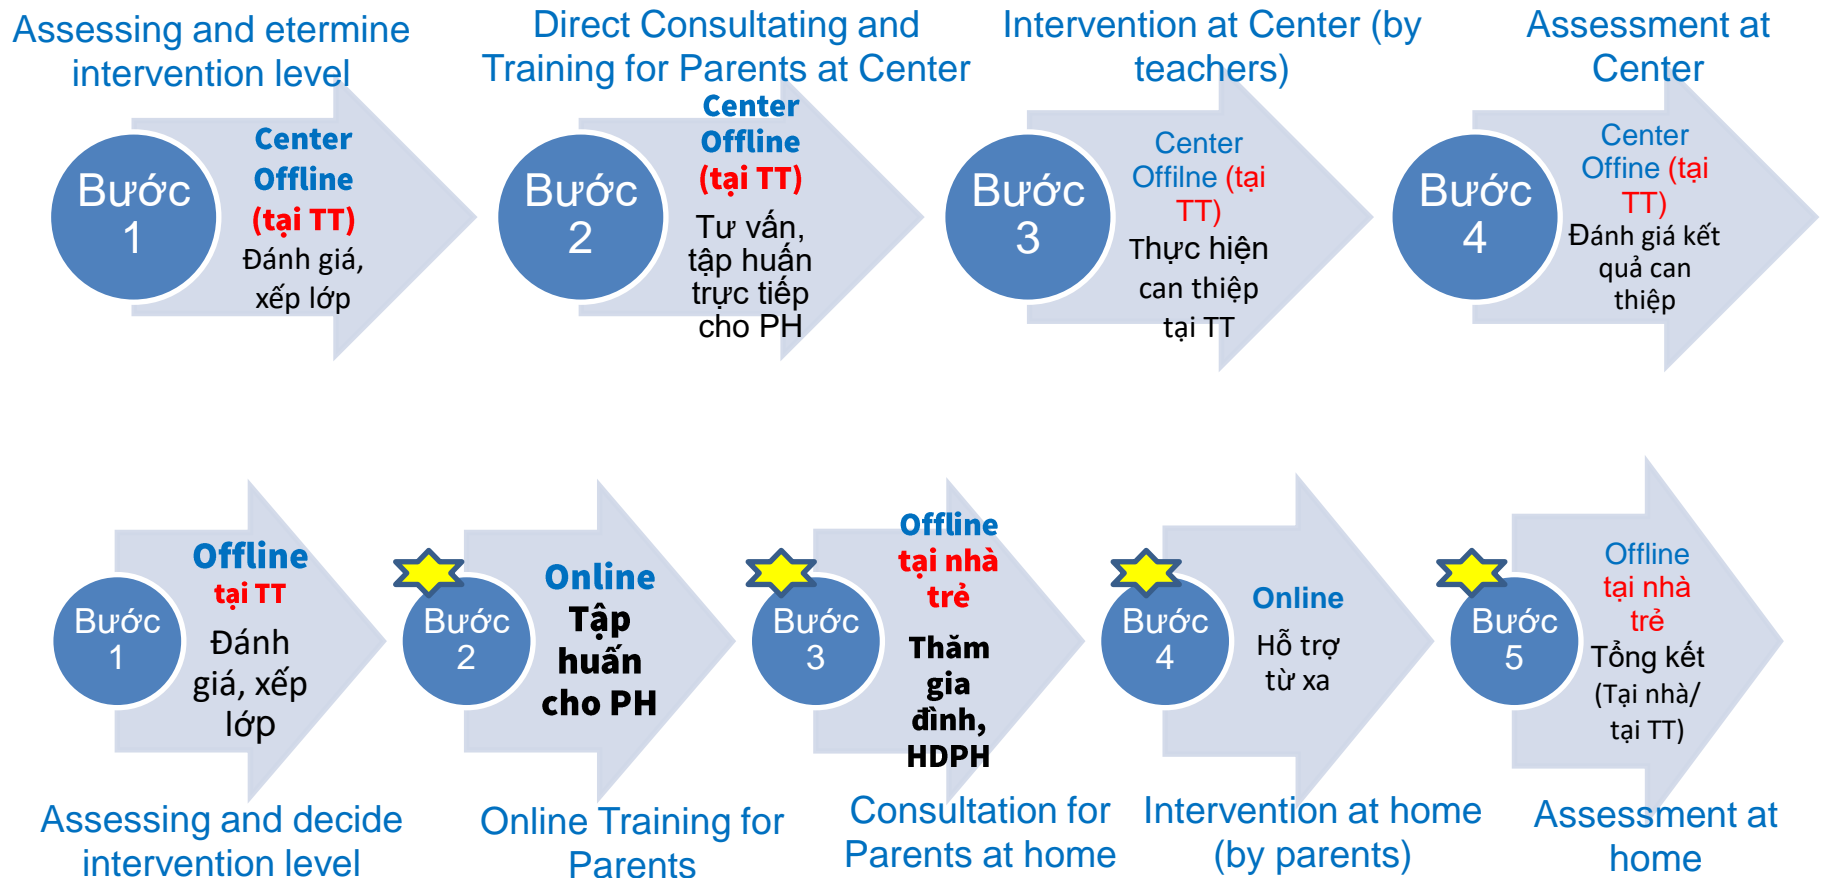 Assessing and etermine
intervention level
Direct Consultating and
Training for Parents at Center
Intervention at Center (by
teachers)
Assessment at
Center
Bước
1
Center
Offline
(tại TT)
Đánh giá,
xếp lớp
Bước
2
Center
Offline
(tại TT)
Tư vấn,
tập huấn
trực tiếp
cho PH
Bước
3
Center
Offilne (tại
TT)
Thực hiện
can thiệp
tại TT
Bước
4
Center
Offine (tại
TT)
Đánh giá kết
quả can
thiệp
Bước
1
Offline
tại TT
Đánh
giá, xếp
lớp
Bước
2
Online
Tập
huấn
cho PH
Bước
3
Offline
tại nhà
trẻ
Thăm
gia
đình,
HDPH
Bước
4
Online
Hỗ trợ
từ xa
Bước
5
Offline
tại nhà
trẻ
Tổng kết
(Tại nhà/
tại TT)
Assessing and decide
intervention level
Online Training for
Parents
Consultation for
Parents at home
Intervention at home
(by parents)
Assessment at
home